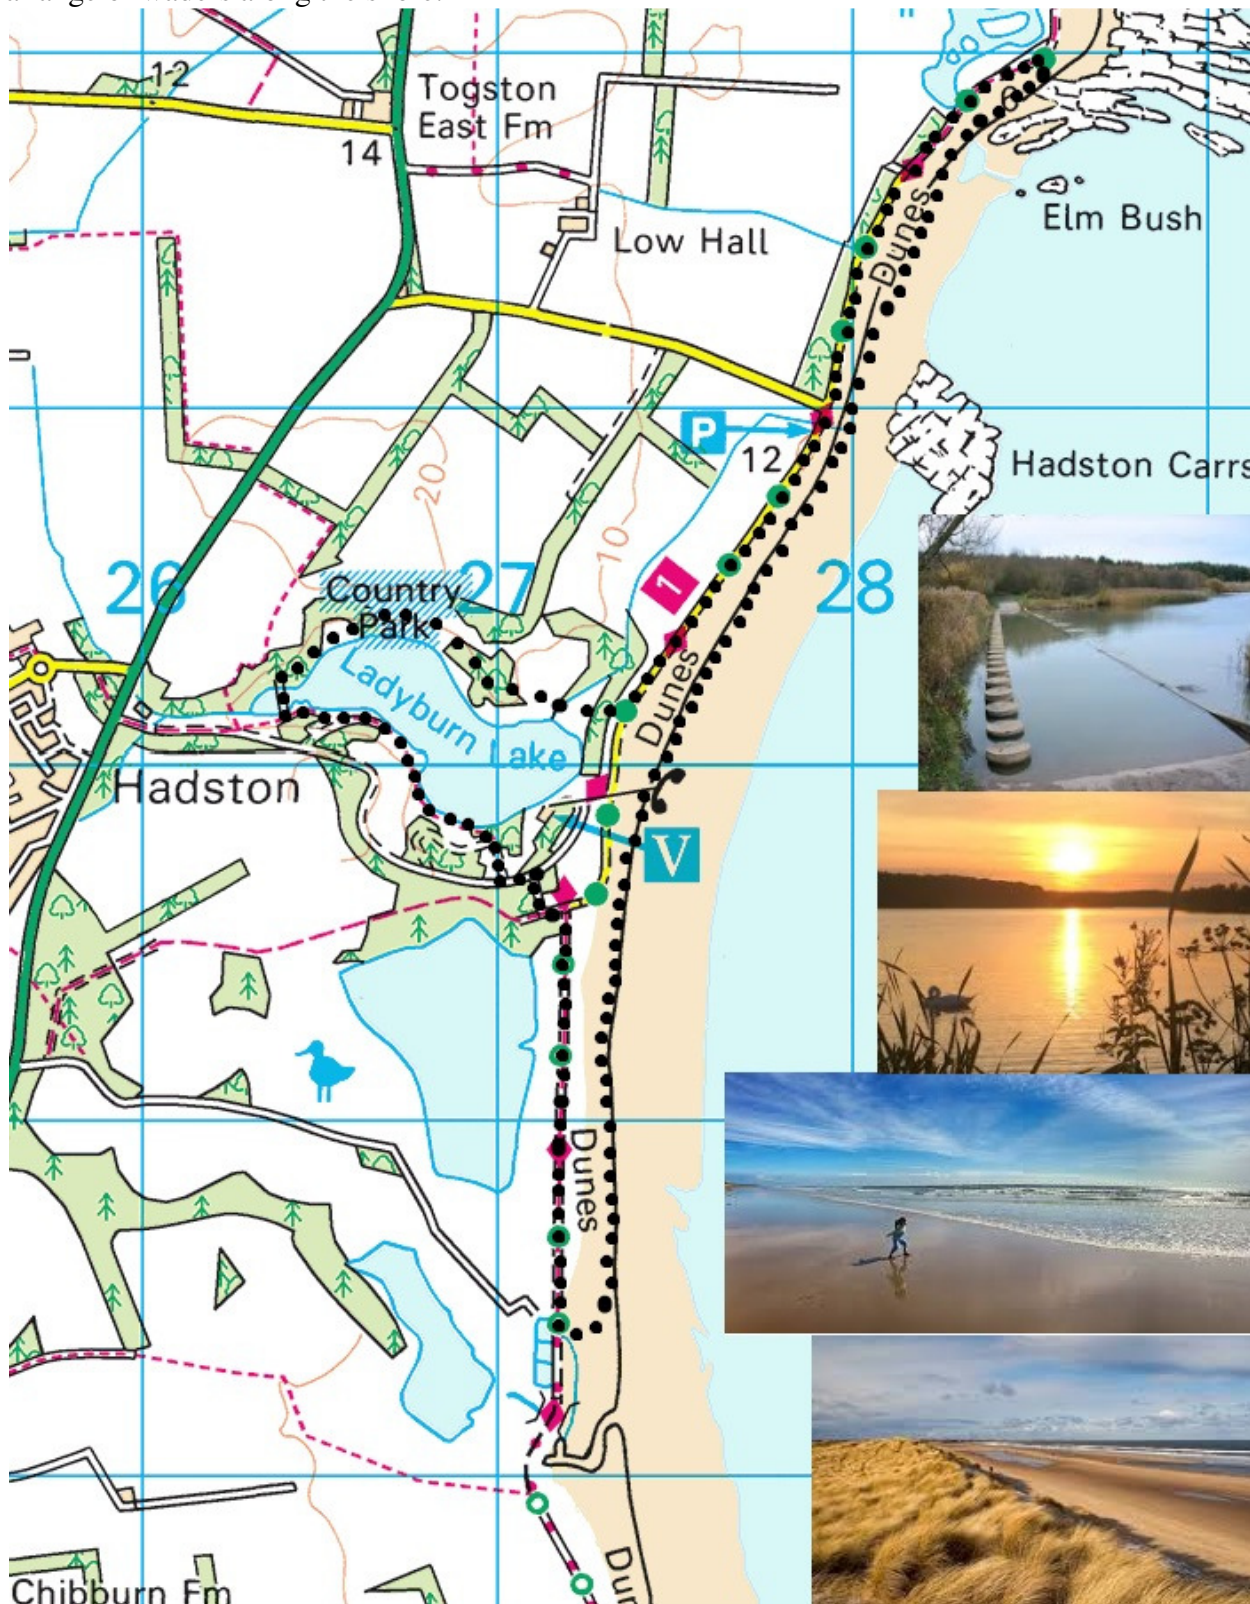 12
Togston
East Fm
14
Elm Bush
Low Hall
Dunes
P
12
Hadston Carrs
20
10
26
27
28
1
Country
Park
Ladyburn Lake
Dunes
Hadston
V
Dunes
Chibburn Fm